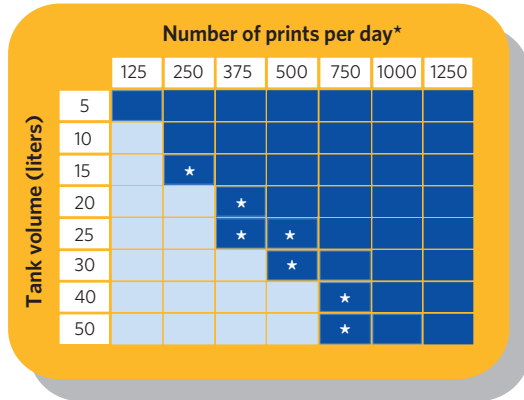 Number of prints per day★
125 250 375 500 750 1000 1250
Tank volume (liters)
5
10
15 ★
20 ★
25 ★ ★
30 ★
40 ★
50 ★